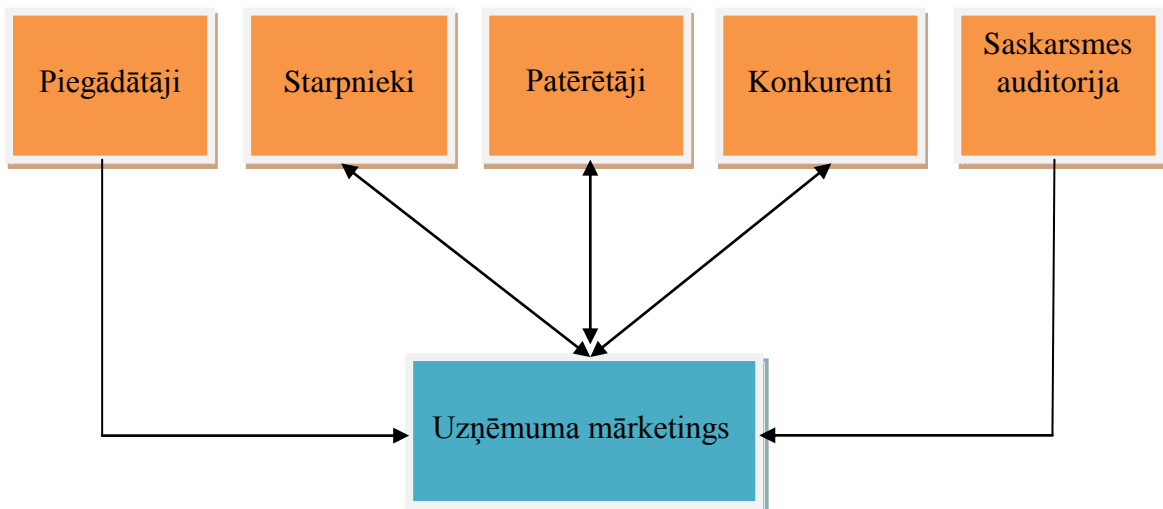 Piegādātāji
Starpnieki
Patērētāji
Konkurenti
Saskarsmes
auditorija
Uzņēmuma mārketings